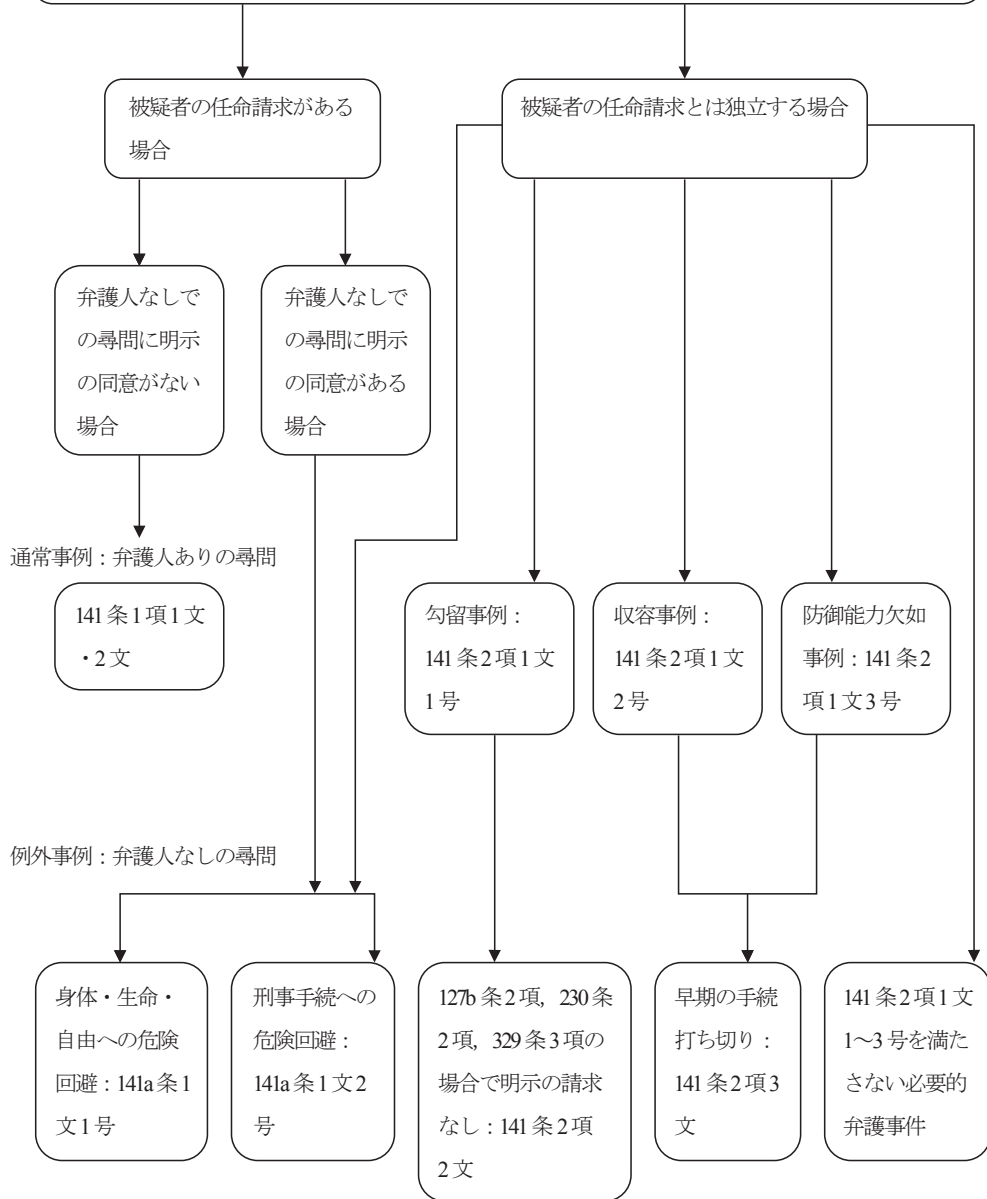 被疑者の任命請求がある
場合
被疑者の任命請求とは独立する場合
弁護人なしで
の尋問に明示
の同意がない
場合
弁護人なしで
の尋問に明示
の同意がある
場合
通常事例：弁護人ありの尋問
141条1項1文
・2文
勾留事例：
141条2項1文
1号
収容事例：
141条2項1文
2号
防御能力欠如
事例：141条2
項1文3号
例外事例：弁護人なしの尋問
身体・生命・
自由への危険
回避：141a条1
文1号
刑事手続への
危険回避：
141a条1文2
号
127b条2項，230条
2項，329条3項の
場合で明示の請求
なし：141条2項
2文
早期の手続
打ち切り：
141条2項3
文
141条2項1文
1～3号を満た
さない必要的
弁護事件